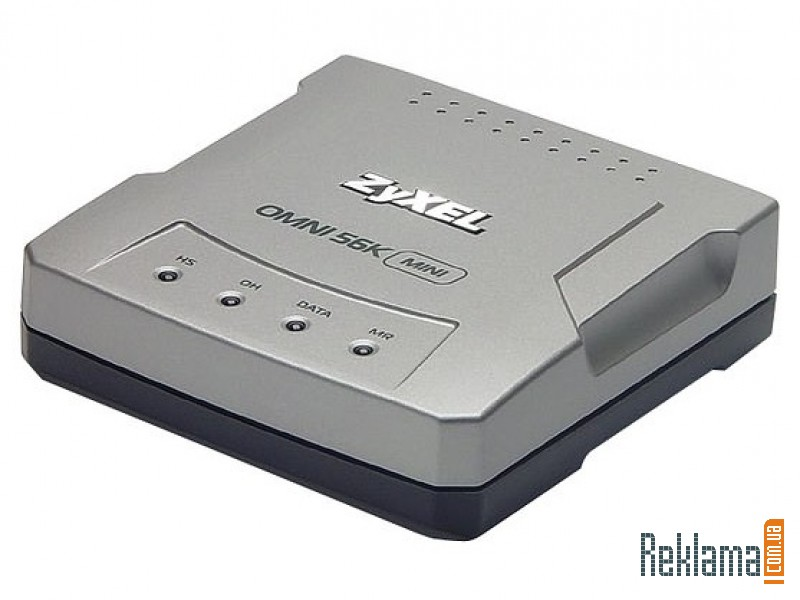 ZyXEL
OMNI 56K MINI
HS OH DATA MR
Reklama.com.ua